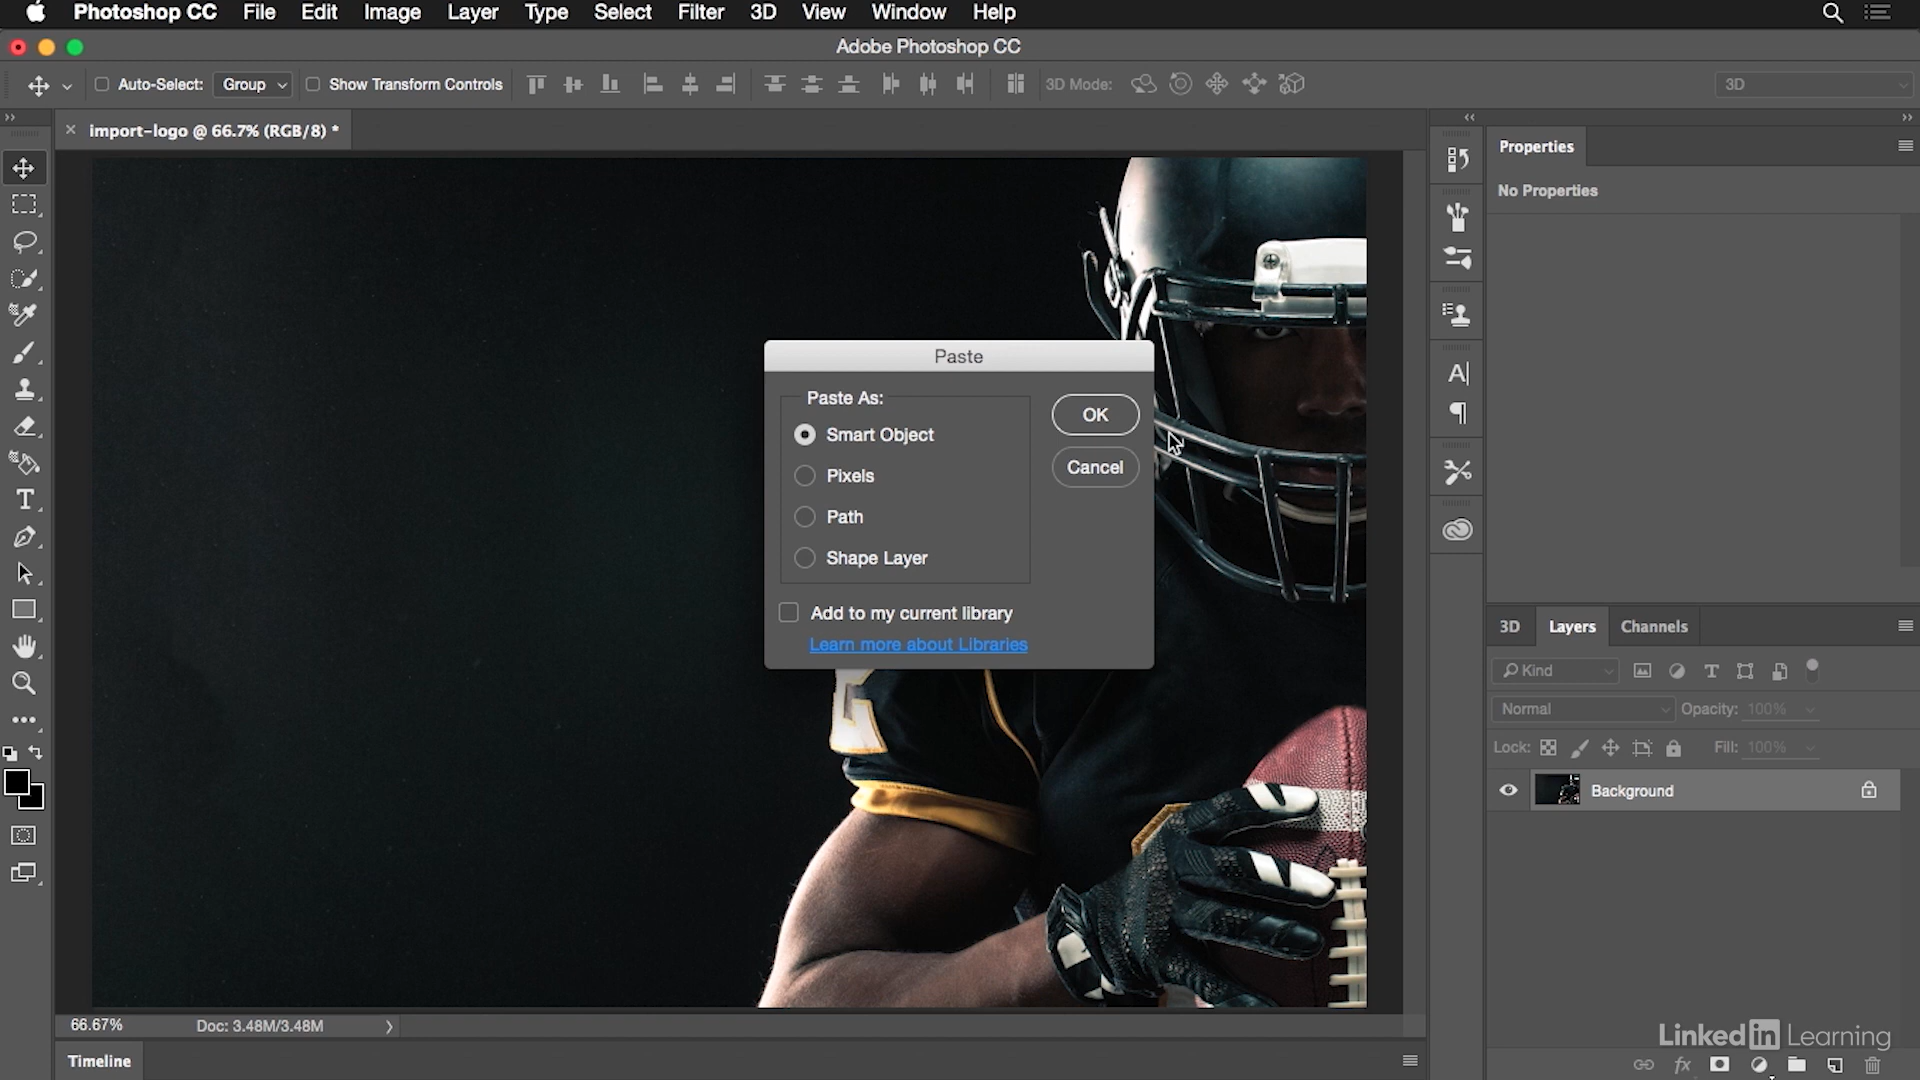 Photoshop CC File Edit Image Layer Type Select Filter 3D View Window Help
Adobe Photoshop CC
Auto-Select: Group Show Transform Controls 3D Mode: 3D
import-logo @ 66.7% (RGB/8) *
Properties
No Properties
Paste
Paste As:
Smart Object
Pixels
Path
Shape Layer
OK
Cancel
Add to my current library
Learn more about Libraries
3D Layers Channels
Kind
Normal Opacity: 100%
Lock: Fill: 100%
Background
66.67% Doc: 3.48M/3.48M
Timeline
LinkedIn Learning
fx